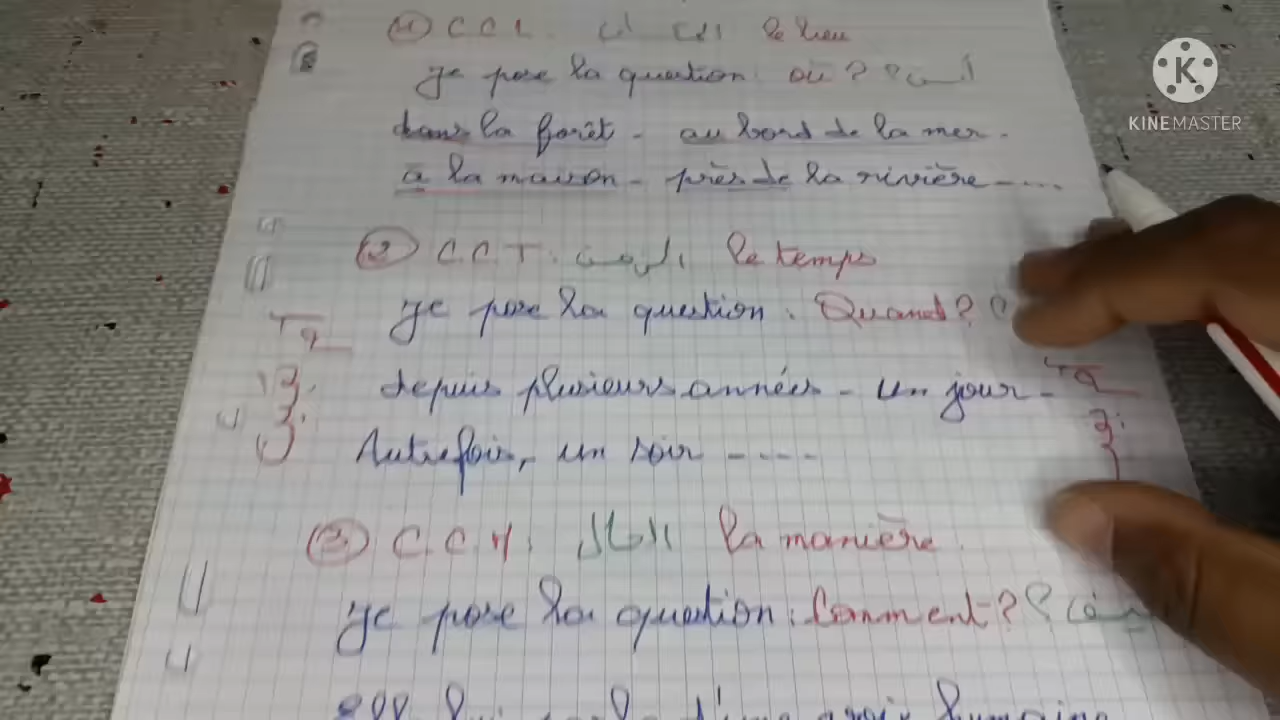 ① C C L. المكان le lieu
je pose la question où ? ؟ أين
dans la forêt - au bord de la mer -
à la maison - près de la rivière - ....
② C.C.T. الوقت le temps
je pose la question. Quand ? ؟
depuis plusieurs années - un jour -
Autrefois, un soir - ....
③ C.C.M. الحال la manière
je pose la question : Comment ? ؟ كيف
KINEMASTER